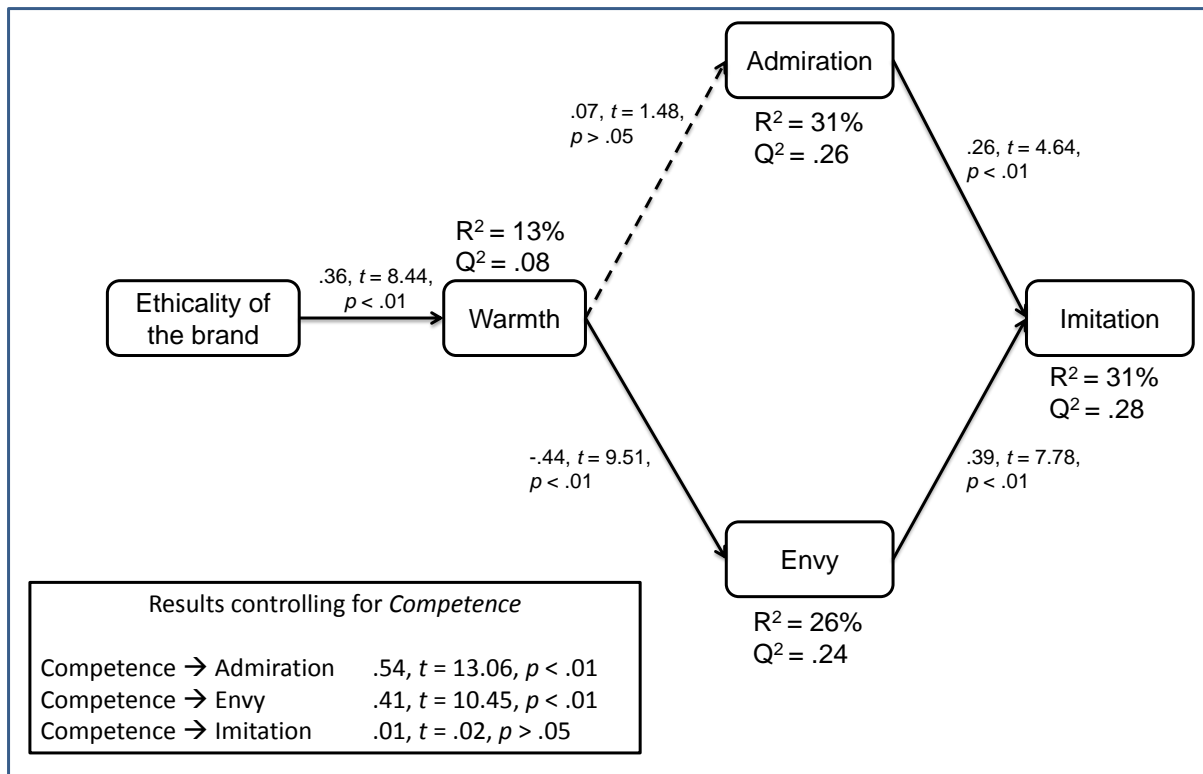 Admiration
R² = 31%
Q² = .26
.07, t = 1.48,
p > .05
.26, t = 4.64,
p < .01
R² = 13%
Q² = .08
.36, t = 8.44,
p < .01
Ethicality of
the brand
Warmth
Imitation
R² = 31%
Q² = .28
-.44, t = 9.51,
p < .01
.39, t = 7.78,
p < .01
Envy
R² = 26%
Q² = .24
Results controlling for Competence
Competence → Admiration .54, t = 13.06, p < .01
Competence → Envy .41, t = 10.45, p < .01
Competence → Imitation .01, t = .02, p > .05